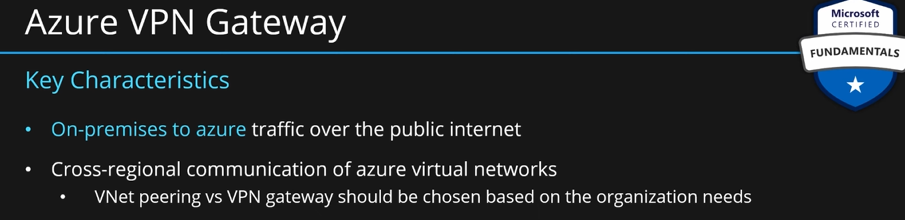 Azure VPN Gateway
Microsoft
CERTIFIED
FUNDAMENTALS
Key Characteristics
• On-premises to azure traffic over the public internet
• Cross-regional communication of azure virtual networks
• VNet peering vs VPN gateway should be chosen based on the organization needs